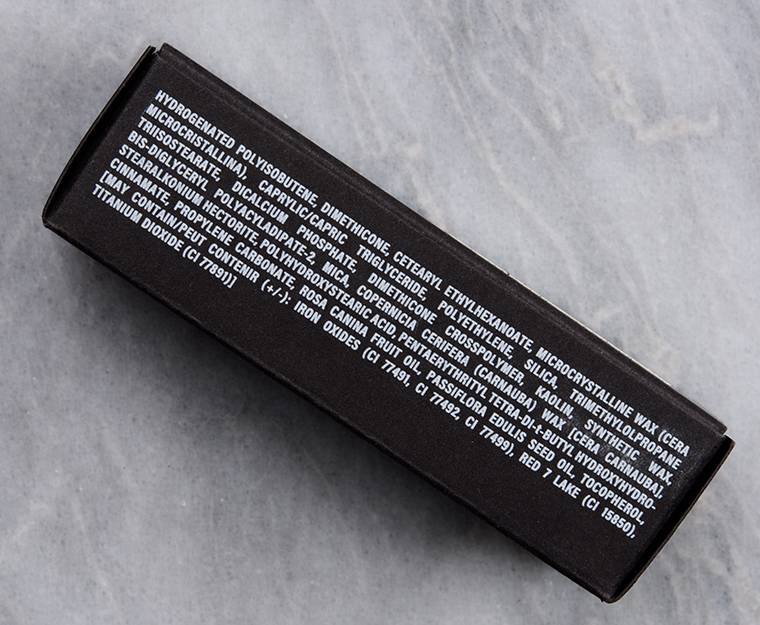 HYDROGENATED POLYISOBUTENE, DIMETHICONE, CETEARYL ETHYLHEXANOATE, MICROCRYSTALLINE WAX (CERA
MICROCRISTALLINA), CAPRYLIC/CAPRIC TRIGLYCERIDE, POLYETHYLENE, SILICA, TRIMETHYLOLPROPANE
TRIISOSTEARATE, DICALCIUM PHOSPHATE, DIMETHICONE CROSSPOLYMER, KAOLIN, SYNTHETIC WAX,
BIS-DIGLYCERYL POLYACYLADIPATE-2, MICA, COPERNICIA CERIFERA (CARNAUBA) WAX [CERA CARNAUBA],
STEARALKONIUM HECTORITE, POLYHYDROXYSTEARIC ACID, PENTAERYTHRITYL TETRA-DI-t-BUTYL HYDROXYHYDRO-
CINNAMATE, PROPYLENE CARBONATE, ROSA CANINA FRUIT OIL, PASSIFLORA EDULIS SEED OIL, TOCOPHEROL,
[MAY CONTAIN/PEUT CONTENIR (+/-): IRON OXIDES (CI 77491, CI 77492, CI 77499), RED 7 LAKE (CI 15850),
TITANIUM DIOXIDE (CI 77891)]